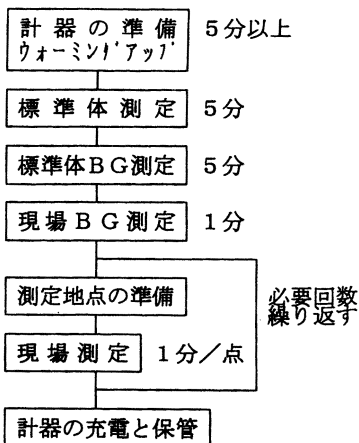 計器の準備 5分以上
ウォーミングアップ
標準体測定 5分
標準体BG測定 5分
現場BG測定 1分
測定地点の準備
必要回数
繰り返す
現場測定 1分/点
計器の充電と保管